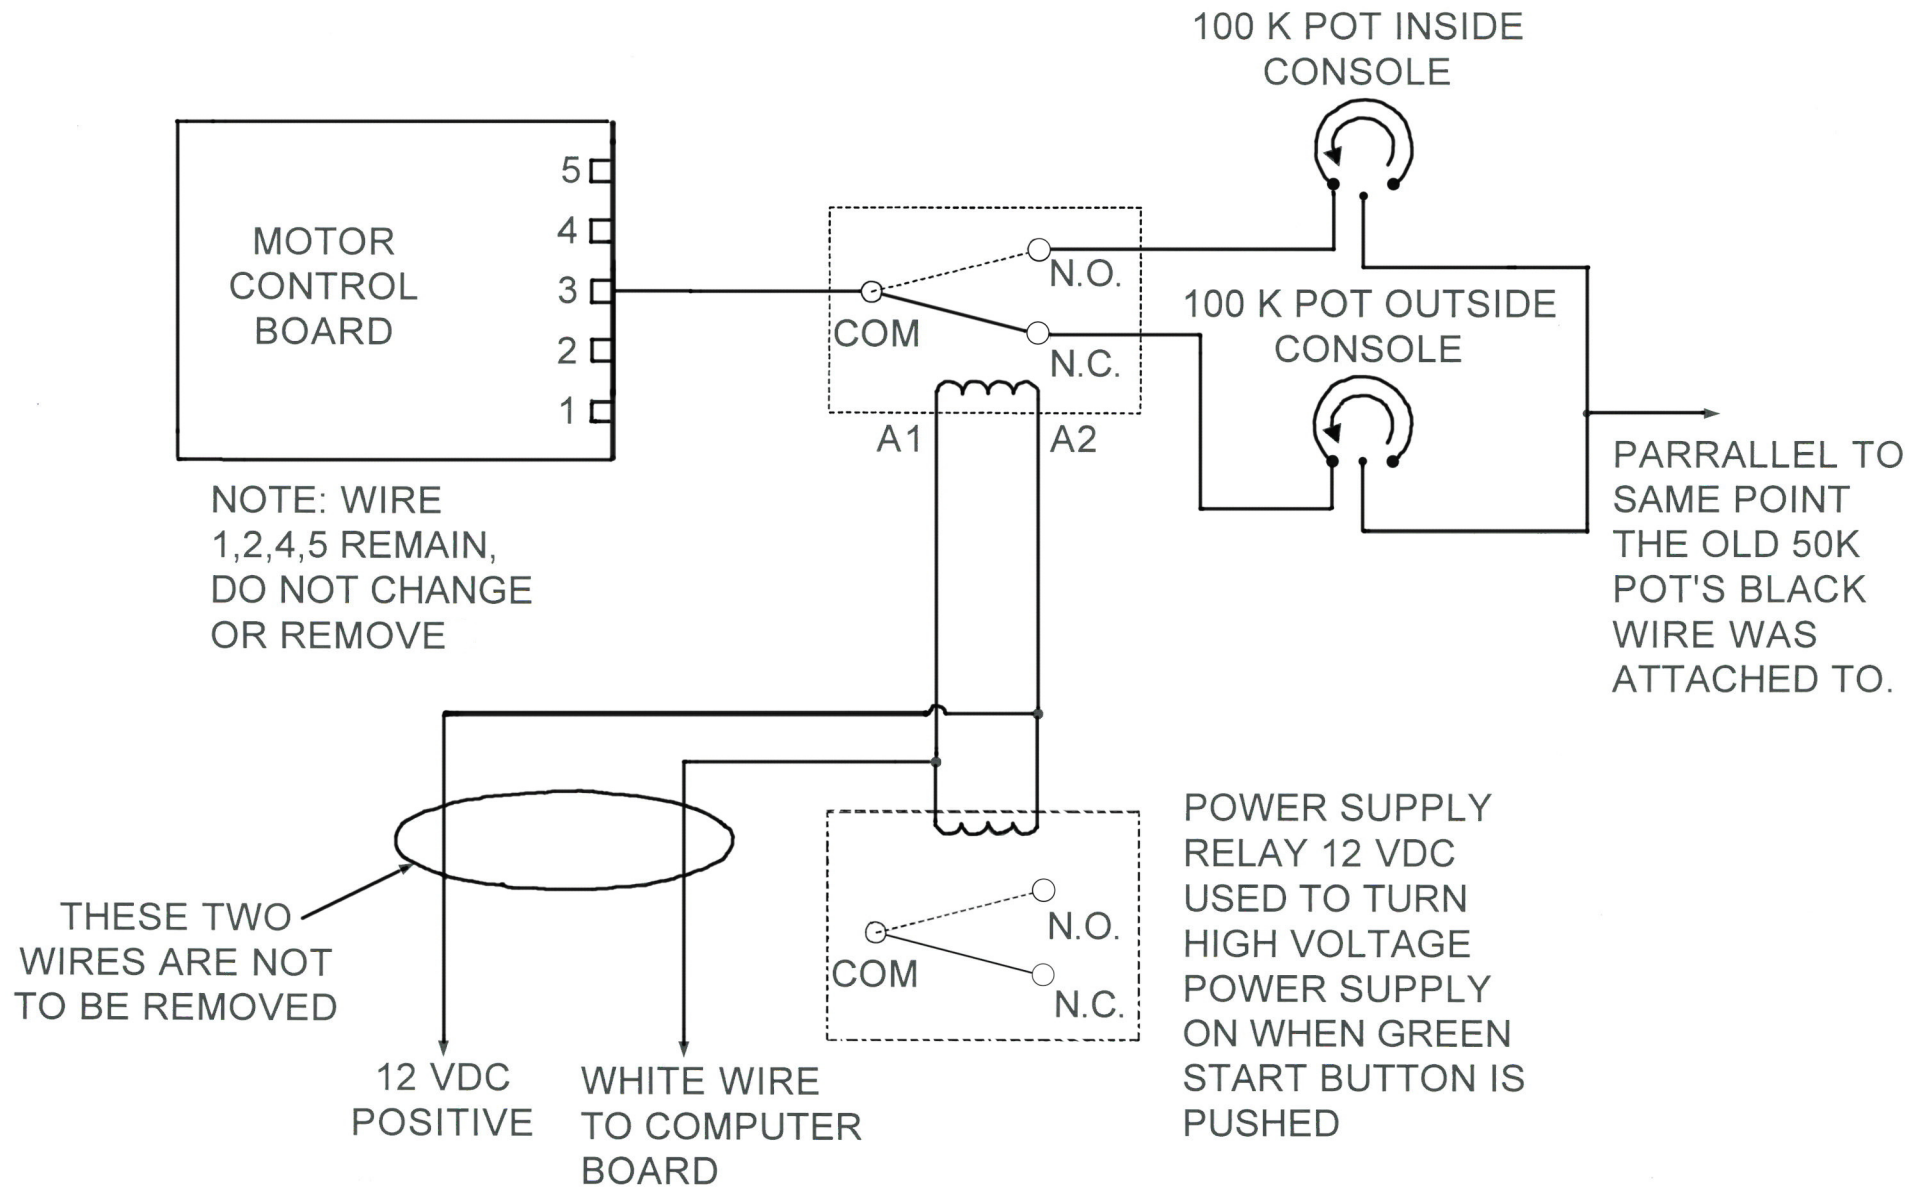 100 K POT INSIDE
CONSOLE
5
4
3
2
1
MOTOR
CONTROL
BOARD
N.O.
COM
N.C.
A1
A2
100 K POT OUTSIDE
CONSOLE
PARRALLEL TO
SAME POINT
THE OLD 50K
POT'S BLACK
WIRE WAS
ATTACHED TO.
NOTE: WIRE
1,2,4,5 REMAIN,
DO NOT CHANGE
OR REMOVE
THESE TWO
WIRES ARE NOT
TO BE REMOVED
12 VDC
POSITIVE
WHITE WIRE
TO COMPUTER
BOARD
N.O.
COM
N.C.
POWER SUPPLY
RELAY 12 VDC
USED TO TURN
HIGH VOLTAGE
POWER SUPPLY
ON WHEN GREEN
START BUTTON IS
PUSHED